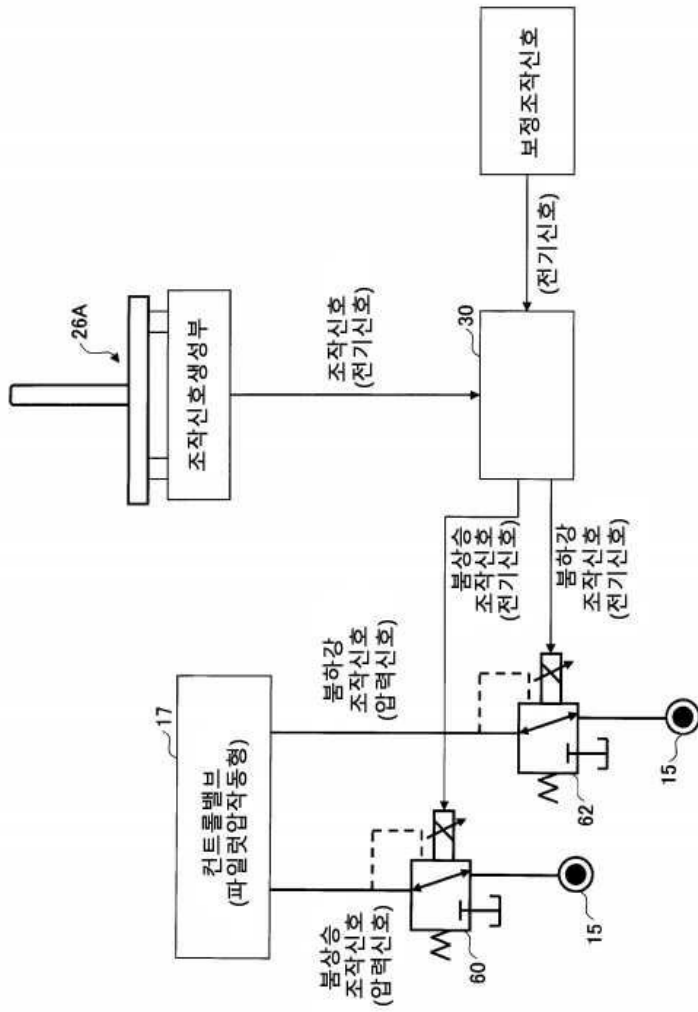 26A
조작신호생성부
조작신호
(전기신호)
보정조작신호
(전기신호)
30
17
컨트롤밸브
(파일럿압작동형)
붐하강
조작신호
(압력신호)
붐상승
조작신호
(전기신호)
붐하강
조작신호
(전기신호)
붐상승
조작신호
(압력신호)
60
15
62
15